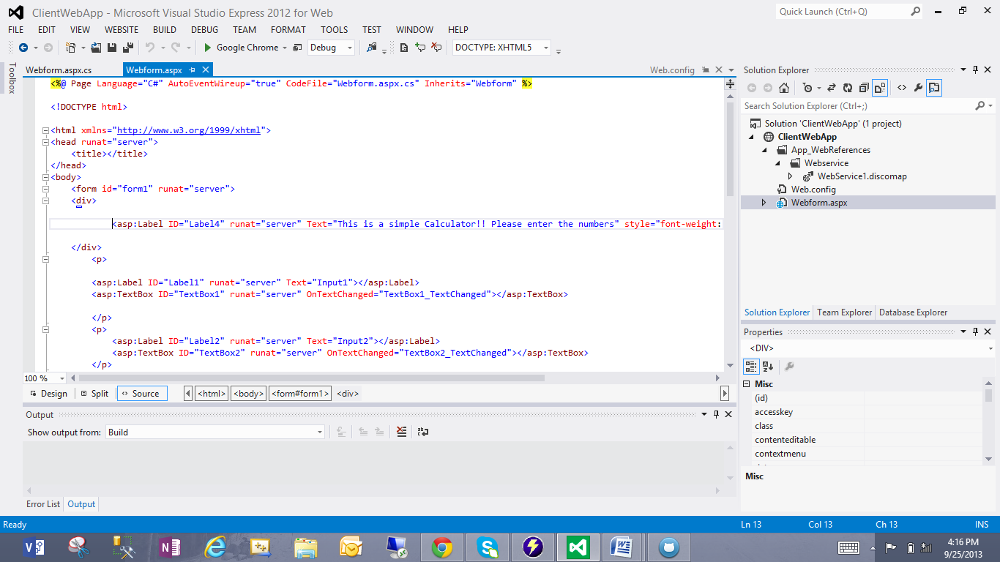 ClientWebApp - Microsoft Visual Studio Express 2012 for Web
Quick Launch (Ctrl+Q)
FILE EDIT VIEW WEBSITE BUILD DEBUG TEAM FORMAT TOOLS TEST WINDOW HELP
Google Chrome Debug DOCTYPE: XHTML5
Toolbox
Webform.aspx.cs Webform.aspx Web.config
<%@ Page Language="C#" AutoEventWireup="true" CodeFile="Webform.aspx.cs" Inherits="Webform" %>
<!DOCTYPE html>
<html xmlns="http://www.w3.org/1999/xhtml">
<head runat="server">
<title></title>
</head>
<body>
<form id="form1" runat="server">
<div>
<asp:Label ID="Label4" runat="server" Text="This is a simple Calculator!! Please enter the numbers" style="font-weight:
</div>
<p>
<asp:Label ID="Label1" runat="server" Text="Input1"></asp:Label>
<asp:TextBox ID="TextBox1" runat="server" OnTextChanged="TextBox1_TextChanged"></asp:TextBox>
</p>
<p>
<asp:Label ID="Label2" runat="server" Text="Input2"></asp:Label>
<asp:TextBox ID="TextBox2" runat="server" OnTextChanged="TextBox2_TextChanged"></asp:TextBox>
</p>
100 %
Design Split Source <html> <body> <form#form1> <div>
Output
Show output from: Build
Error List Output
Solution Explorer
Search Solution Explorer (Ctrl+;)
Solution 'ClientWebApp' (1 project)
ClientWebApp
App_WebReferences
Webservice
WebService1.discomap
Web.config
Webform.aspx
Solution Explorer Team Explorer Database Explorer
Properties
<DIV>
Misc
(id)
accesskey
class
contenteditable
contextmenu
Misc
Ready Ln 13 Col 13 Ch 13 INS
4:16 PM
9/25/2013